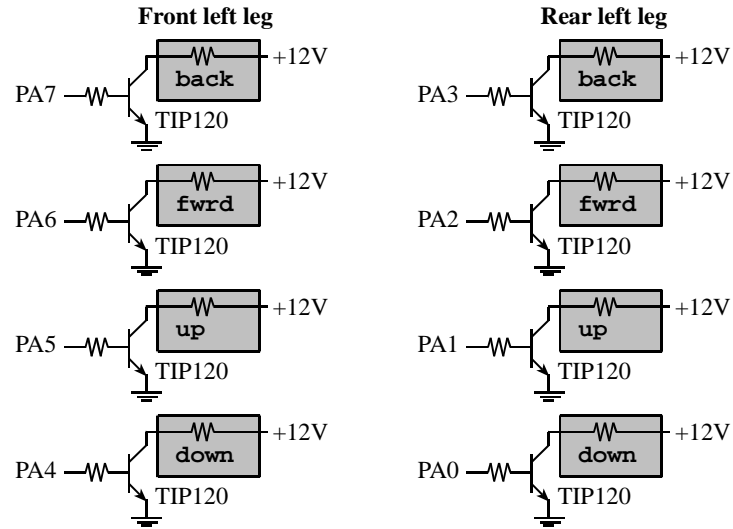 Front left leg
Rear left leg
+12V
back
PA7
TIP120
+12V
back
PA3
TIP120
+12V
fwrd
PA6
TIP120
+12V
fwrd
PA2
TIP120
+12V
up
PA5
TIP120
+12V
up
PA1
TIP120
+12V
down
PA4
TIP120
+12V
down
PA0
TIP120